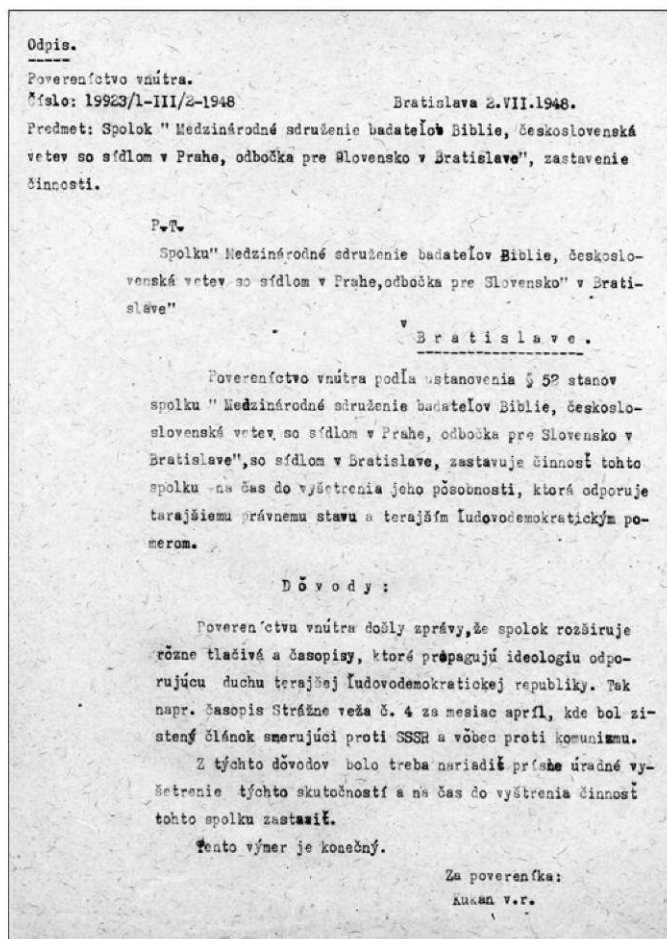 Odpis.
Povereníctvo vnútra.
Číslo: 19923/1-III/2-1948 Bratislava 2.VII.1948.
Predmet: Spolok " Medzinárodné sdruženie badateľov Biblie, československá
vetev so sídlom v Prahe, odbočka pre Slovensko v Bratislave", zastavenie
činnosti.
P.T.
Spolku" Medzinárodné sdruženie badateľov Biblie, českoslo-
venská vetev so sídlom v Prahe,odbočka pre Slovensko" v Brati-
slave"
v
Bratislave.
Povereníctvo vnútra podľa ustanovenia § 52 stanov
spolku " Medzinárodné sdruženie badateľov Biblie, českoslo-
slovenská vetev so sídlom v Prahe, odbočka pre Slovensko v
Bratislave",so sídlom v Bratislave, zastavuje činnosť tohto
spolku na čas do vyšetrenia jeho pôsobnosti, ktorá odporuje
tarajšiemu právnemu stavu a terajším ľudovodemokratickým po-
merom.
Dôvody:
Povereníctvu vnútra došly zprávy,že spolok rozširuje
rôzne tlačivá a časopisy, ktoré propagujú ideologiu odpo-
rujúcu duchu terajšej ľudovodemokratickej republiky. Tak
napr. časopis Strážne veža č. 4 za mesiac apríl, kde bol zi-
stený článok smerujúci proti SSSR a vôbec proti komunizmu.
Z týchto dôvodov bolo treba nariadiť prísne úradné vy-
šetrenie týchto skutočností a na čas do vyštrenia činnosť
tohto spolku zastaviť.
Tento výmer je konečný.
Za povereníka:
Kukan v.r.